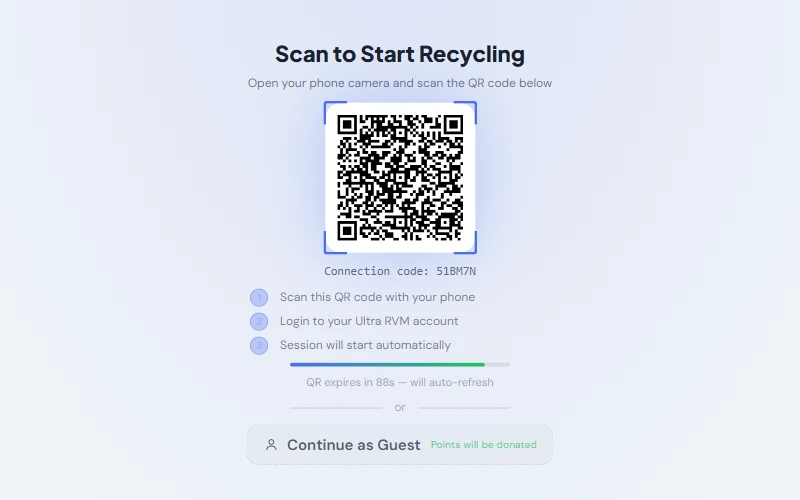 Scan to Start Recycling
Open your phone camera and scan the QR code below
Connection code: 51BM7N
1 Scan this QR code with your phone
2 Login to your Ultra RVM account
3 Session will start automatically
QR expires in 88s — will auto-refresh
or
Continue as Guest Points will be donated